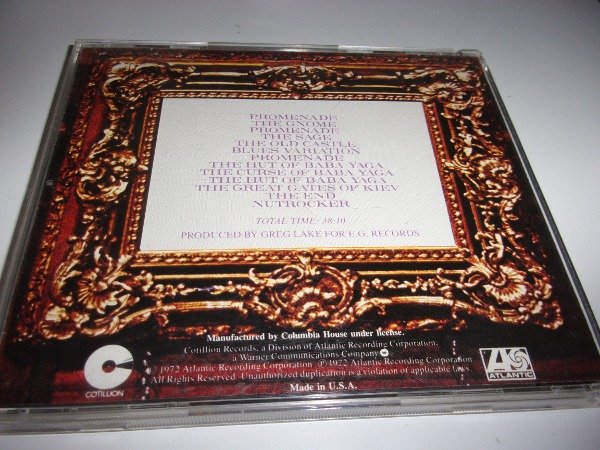 PROMENADE
THE GNOME
PROMENADE
THE SAGE
THE OLD CASTLE
BLUES VARIATION
PROMENADE
THE HUT OF BABA YAGA
THE CURSE OF BABA YAGA
THE HUT OF BABA YAGA
THE GREAT GATES OF KIEV
THE END
NUTROCKER
TOTAL TIME: 38:10
PRODUCED BY GREG LAKE FOR E.G. RECORDS
Manufactured by Columbia House under license.
Cotillion Records, a Division of Atlantic Recording Corporation,
a Warner Communications Company
© 1972 Atlantic Recording Corporation ℗ 1972 Atlantic Recording Corporation
All Rights Reserved. Unauthorized duplication is a violation of applicable laws.
Made in U.S.A.
COTILLION
ATLANTIC